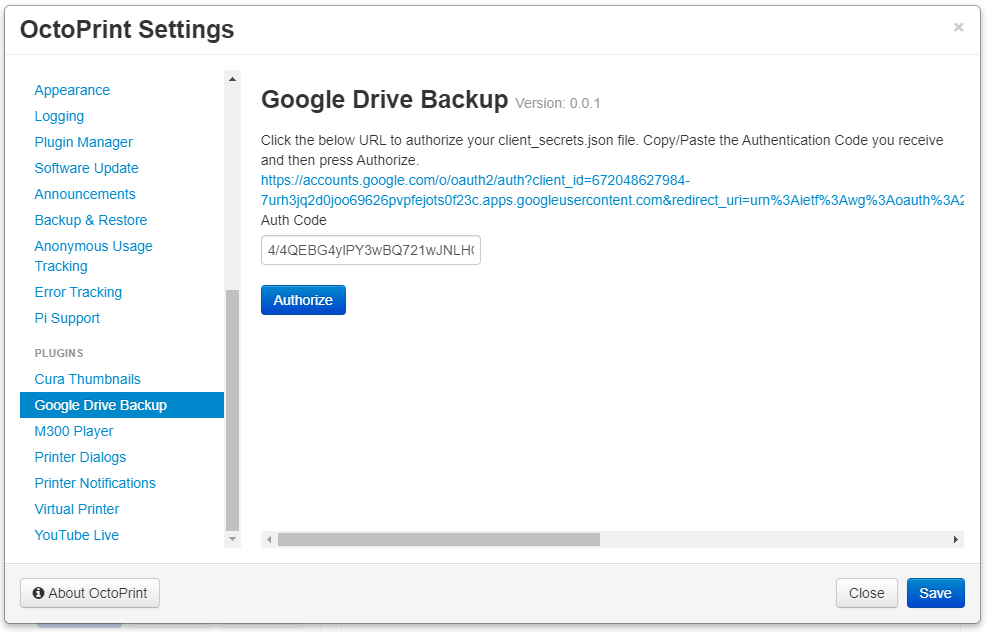 OctoPrint Settings
×
Appearance
Logging
Plugin Manager
Software Update
Announcements
Backup & Restore
Anonymous Usage
Tracking
Error Tracking
Pi Support
PLUGINS
Cura Thumbnails
Google Drive Backup
M300 Player
Printer Dialogs
Printer Notifications
Virtual Printer
YouTube Live
Google Drive Backup Version: 0.0.1
Click the below URL to authorize your client_secrets.json file. Copy/Paste the Authentication Code you receive
and then press Authorize.
https://accounts.google.com/o/oauth2/auth?client_id=672048627984-
7urh3jq2d0joo69626pvpfejots0f23c.apps.googleusercontent.com&redirect_uri=urn%3Aietf%3Awg%3Aoauth%3A2
Auth Code
4/4QEBG4yIPY3wBQ721wJNLH
Authorize
About OctoPrint
Close
Save